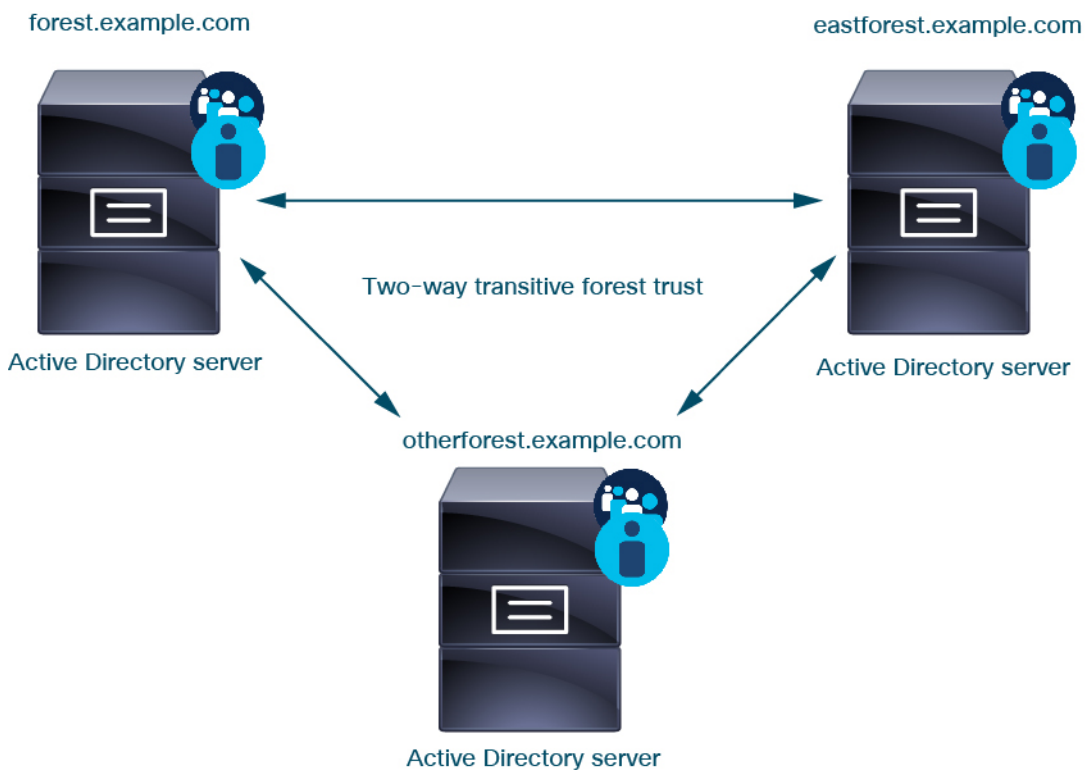 forest.example.com
eastforest.example.com
Two-way transitive forest trust
Active Directory server
Active Directory server
otherforest.example.com
Active Directory server